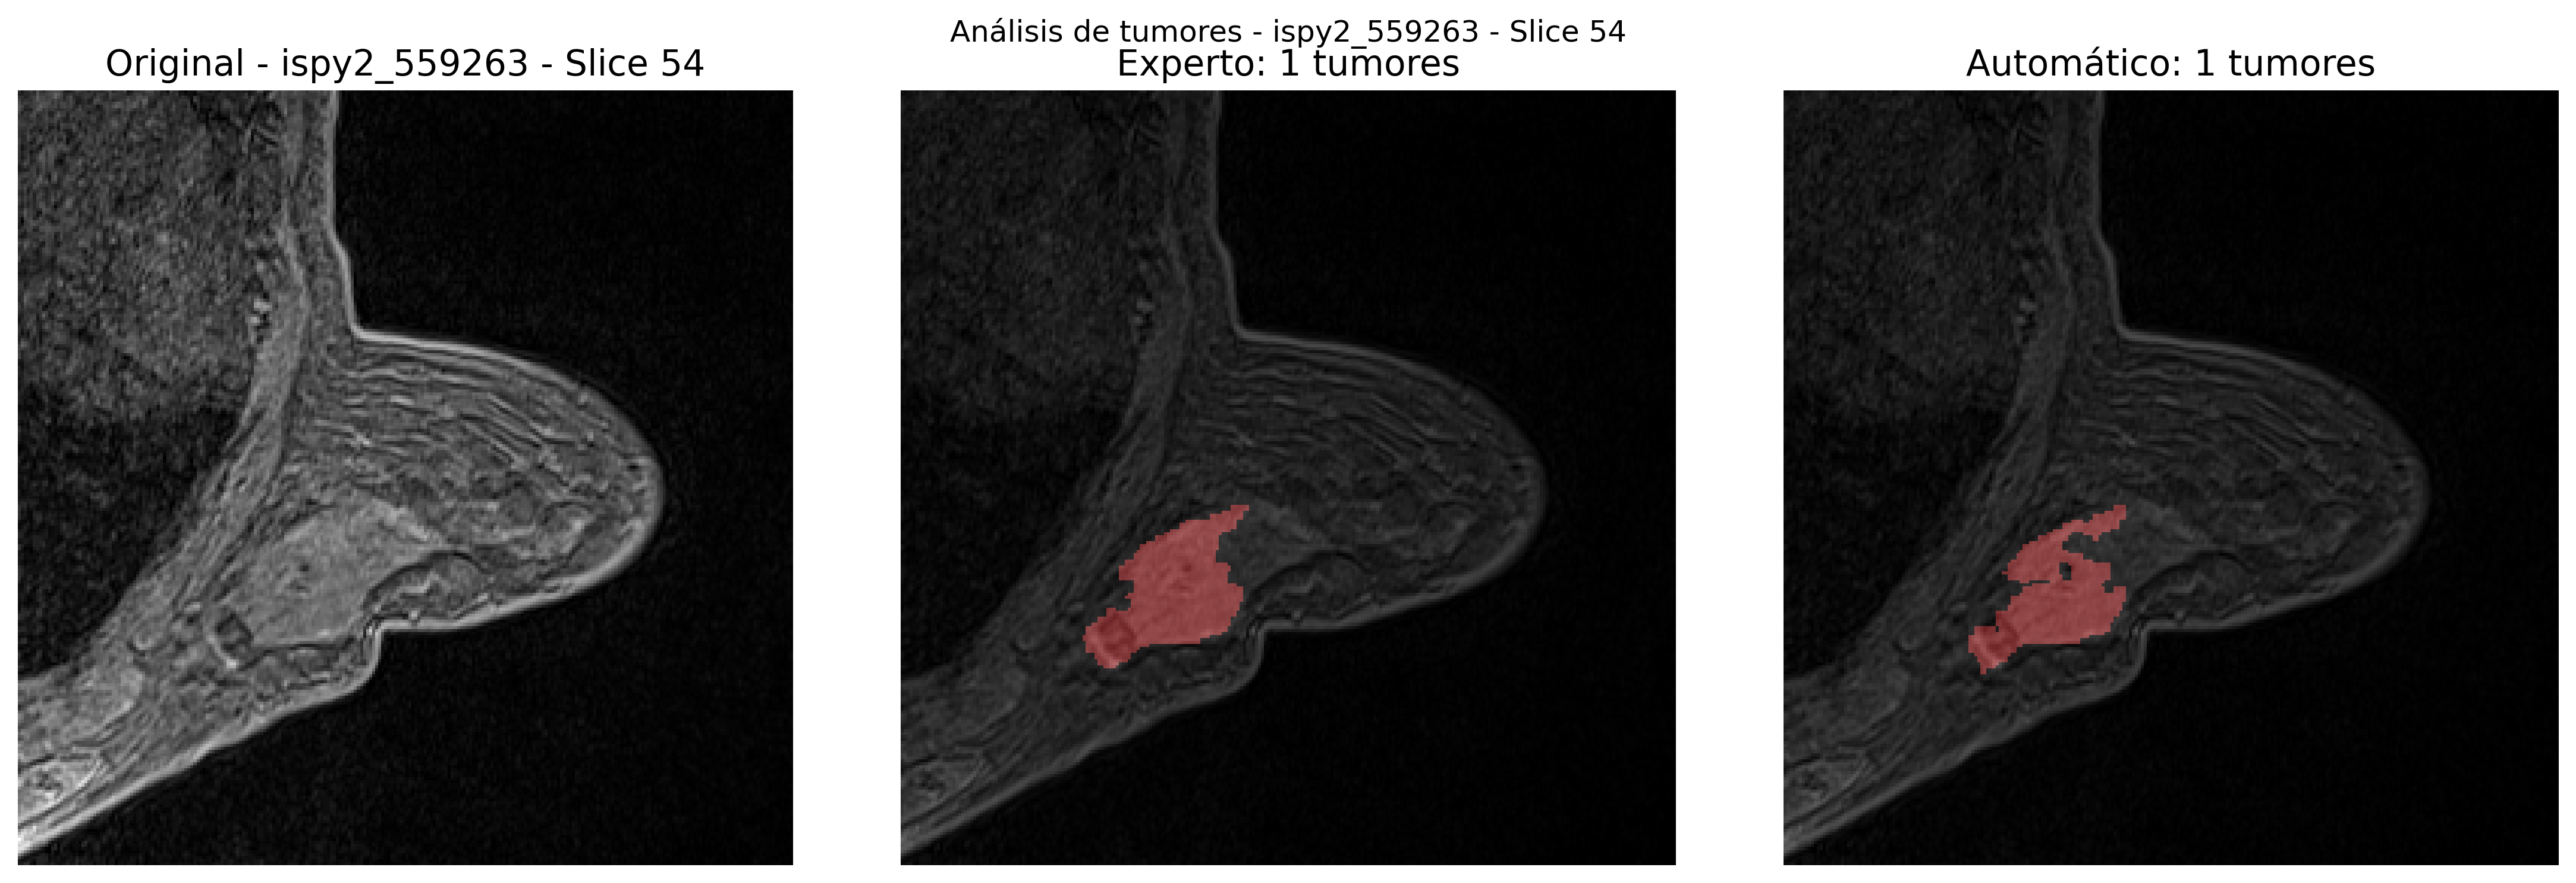 Análisis de tumores - ispy2_559263 - Slice 54
Original - ispy2_559263 - Slice 54
Experto: 1 tumores
Automático: 1 tumores